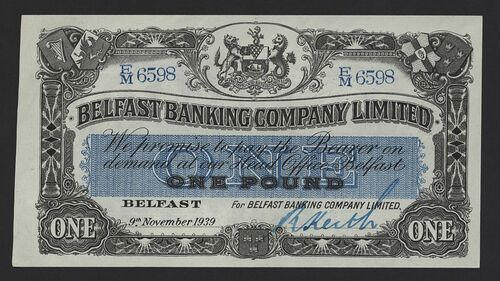 E/M 6598 E/M 6598
BELFAST BANKING COMPANY LIMITED
We promise to pay the Bearer on
demand at our Head Office Belfast
ONE
ONE POUND
BELFAST For BELFAST BANKING COMPANY LIMITED,
9th November 1939
ONE ONE